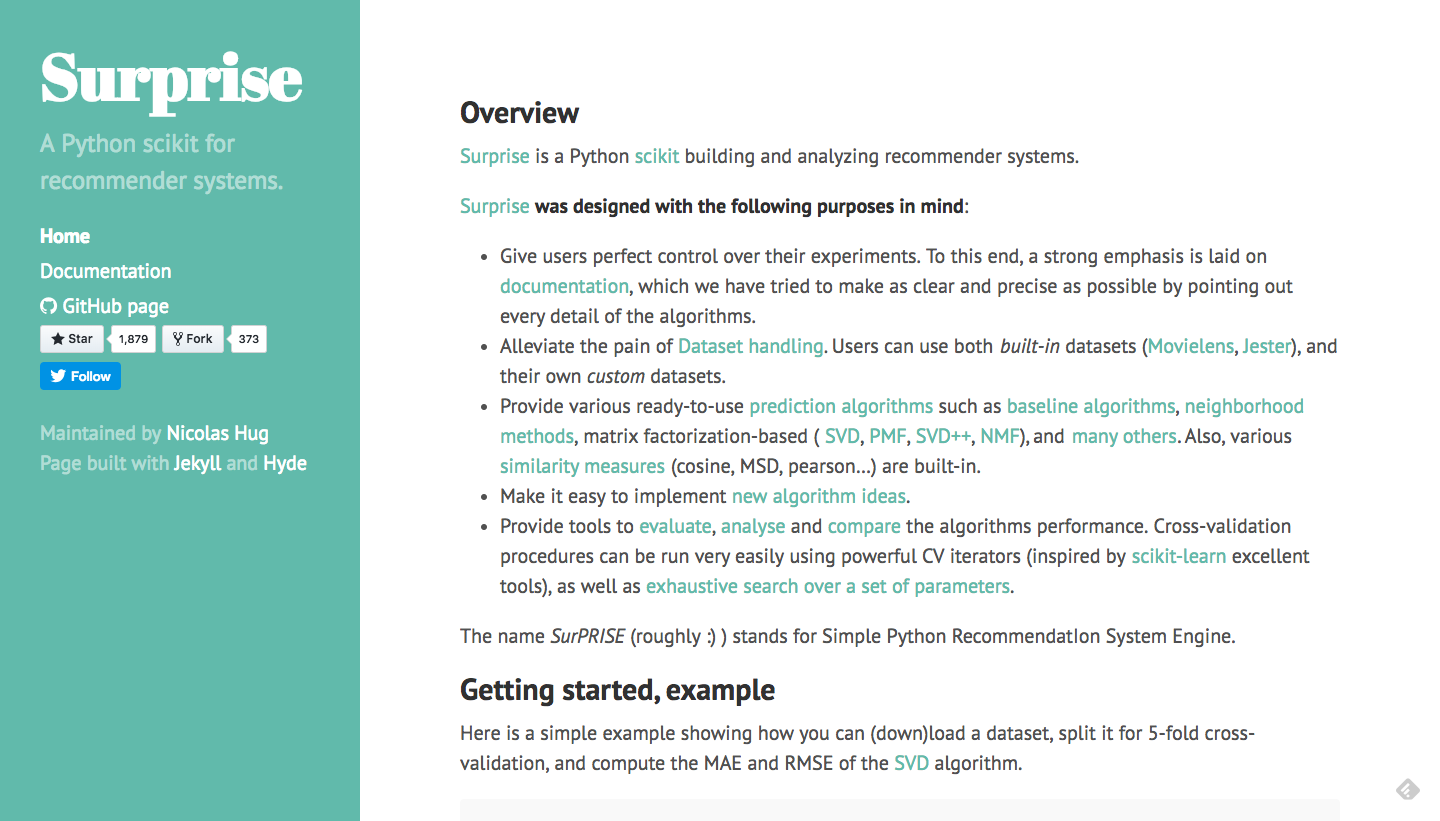 Surprise
A Python scikit for
recommender systems.
Home
Documentation
GitHub page
Star 1,879 Fork 373
Follow
Maintained by Nicolas Hug
Page built with Jekyll and Hyde
Overview
Surprise is a Python scikit building and analyzing recommender systems.
Surprise was designed with the following purposes in mind:
• Give users perfect control over their experiments. To this end, a strong emphasis is laid on
documentation, which we have tried to make as clear and precise as possible by pointing out
every detail of the algorithms.
• Alleviate the pain of Dataset handling. Users can use both built-in datasets (Movielens, Jester), and
their own custom datasets.
• Provide various ready-to-use prediction algorithms such as baseline algorithms, neighborhood
methods, matrix factorization-based ( SVD, PMF, SVD++, NMF), and many others. Also, various
similarity measures (cosine, MSD, pearson...) are built-in.
• Make it easy to implement new algorithm ideas.
• Provide tools to evaluate, analyse and compare the algorithms performance. Cross-validation
procedures can be run very easily using powerful CV iterators (inspired by scikit-learn excellent
tools), as well as exhaustive search over a set of parameters.
The name SurPRISE (roughly :) ) stands for Simple Python RecommendatIon System Engine.
Getting started, example
Here is a simple example showing how you can (down)load a dataset, split it for 5-fold cross-
validation, and compute the MAE and RMSE of the SVD algorithm.